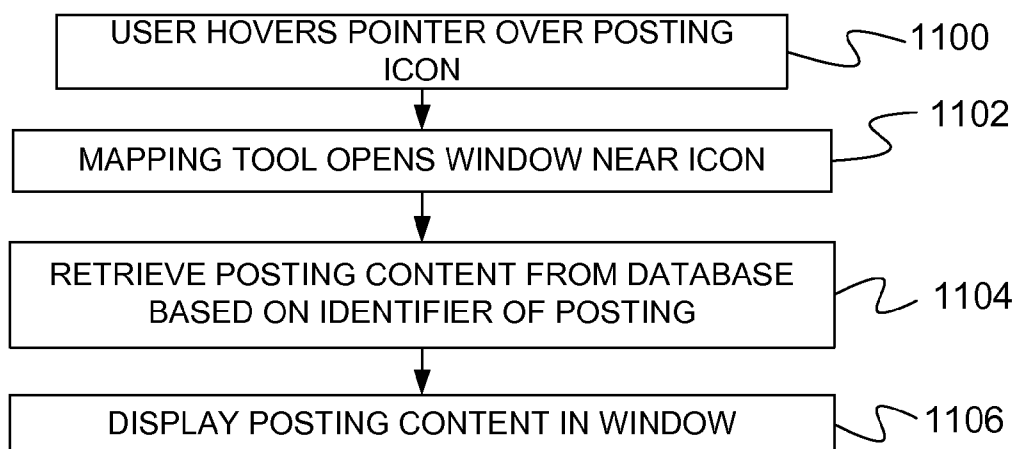 USER HOVERS POINTER OVER POSTING
ICON
1100
MAPPING TOOL OPENS WINDOW NEAR ICON
1102
RETRIEVE POSTING CONTENT FROM DATABASE
BASED ON IDENTIFIER OF POSTING
1104
DISPLAY POSTING CONTENT IN WINDOW
1106